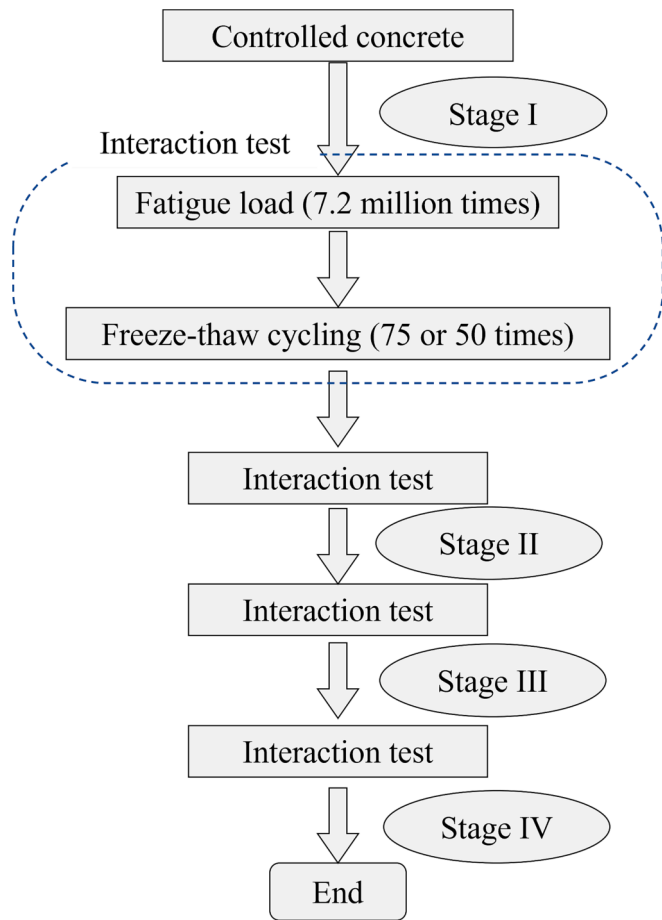 Controlled concrete
Stage I
Interaction test
Fatigue load (7.2 million times)
Freeze-thaw cycling (75 or 50 times)
Interaction test
Stage II
Interaction test
Stage III
Interaction test
Stage IV
End